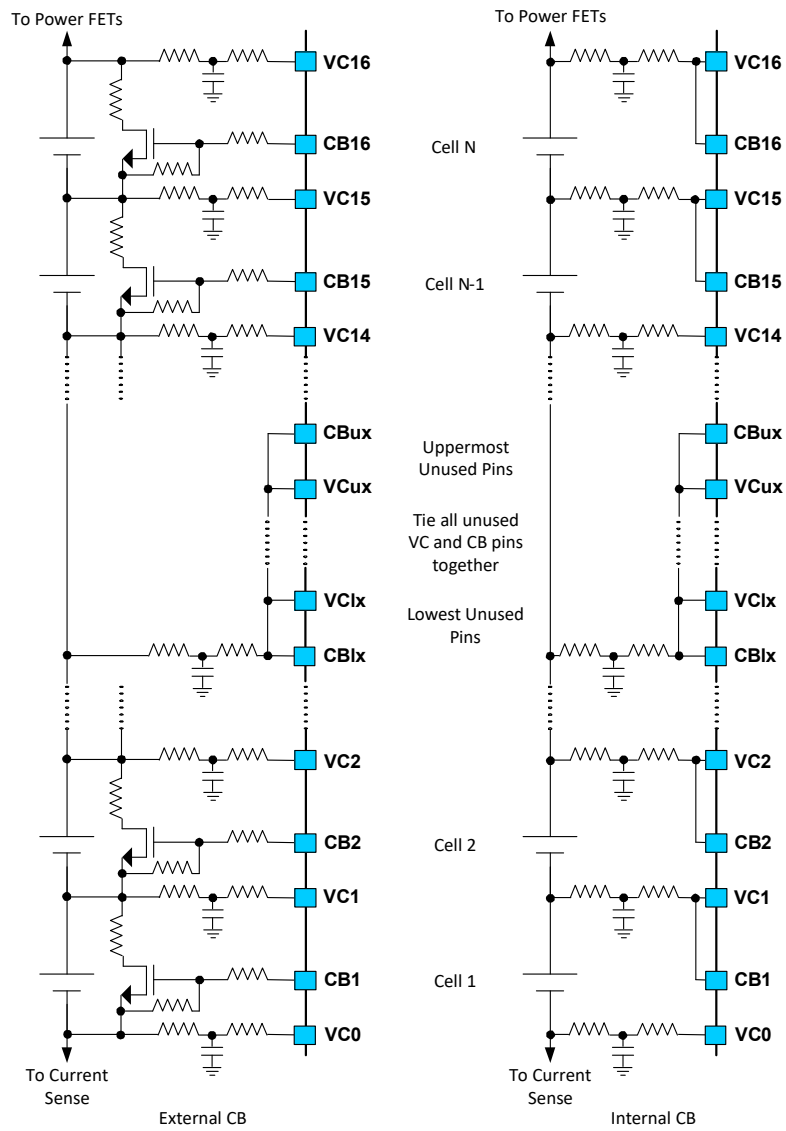 To Power FETs
VC16
CB16
VC15
CB15
VC14
CBux
VCux
VClx
CBlx
VC2
CB2
VC1
CB1
VC0
To Current
Sense
External CB
Cell N
Cell N-1
Uppermost
Unused Pins
Tie all unused
VC and CB pins
together
Lowest Unused
Pins
Cell 2
Cell 1
To Power FETs
VC16
CB16
VC15
CB15
VC14
CBux
VCux
VClx
CBlx
VC2
CB2
VC1
CB1
VC0
To Current
Sense
Internal CB